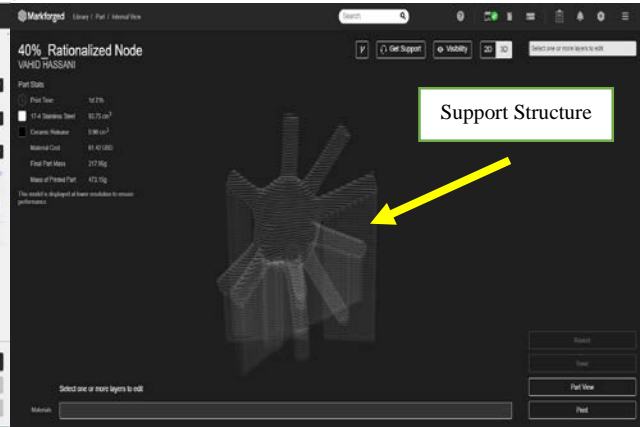 Markforged Library / Part / Internal View
Search
40%_Rationalized Node
VAHID HASSANI
Get Support
Visibility
2D 3D
Select one or more layers to edit
Part Stats
Print Time
17-4 Stainless Steel
Ceramic Release
Material Cost
Final Part Mass
Mass of Printed Part
This model is displayed at lower resolution to ensure
performance
Support Structure
Select one or more layers to edit
Materials
Part View
Print